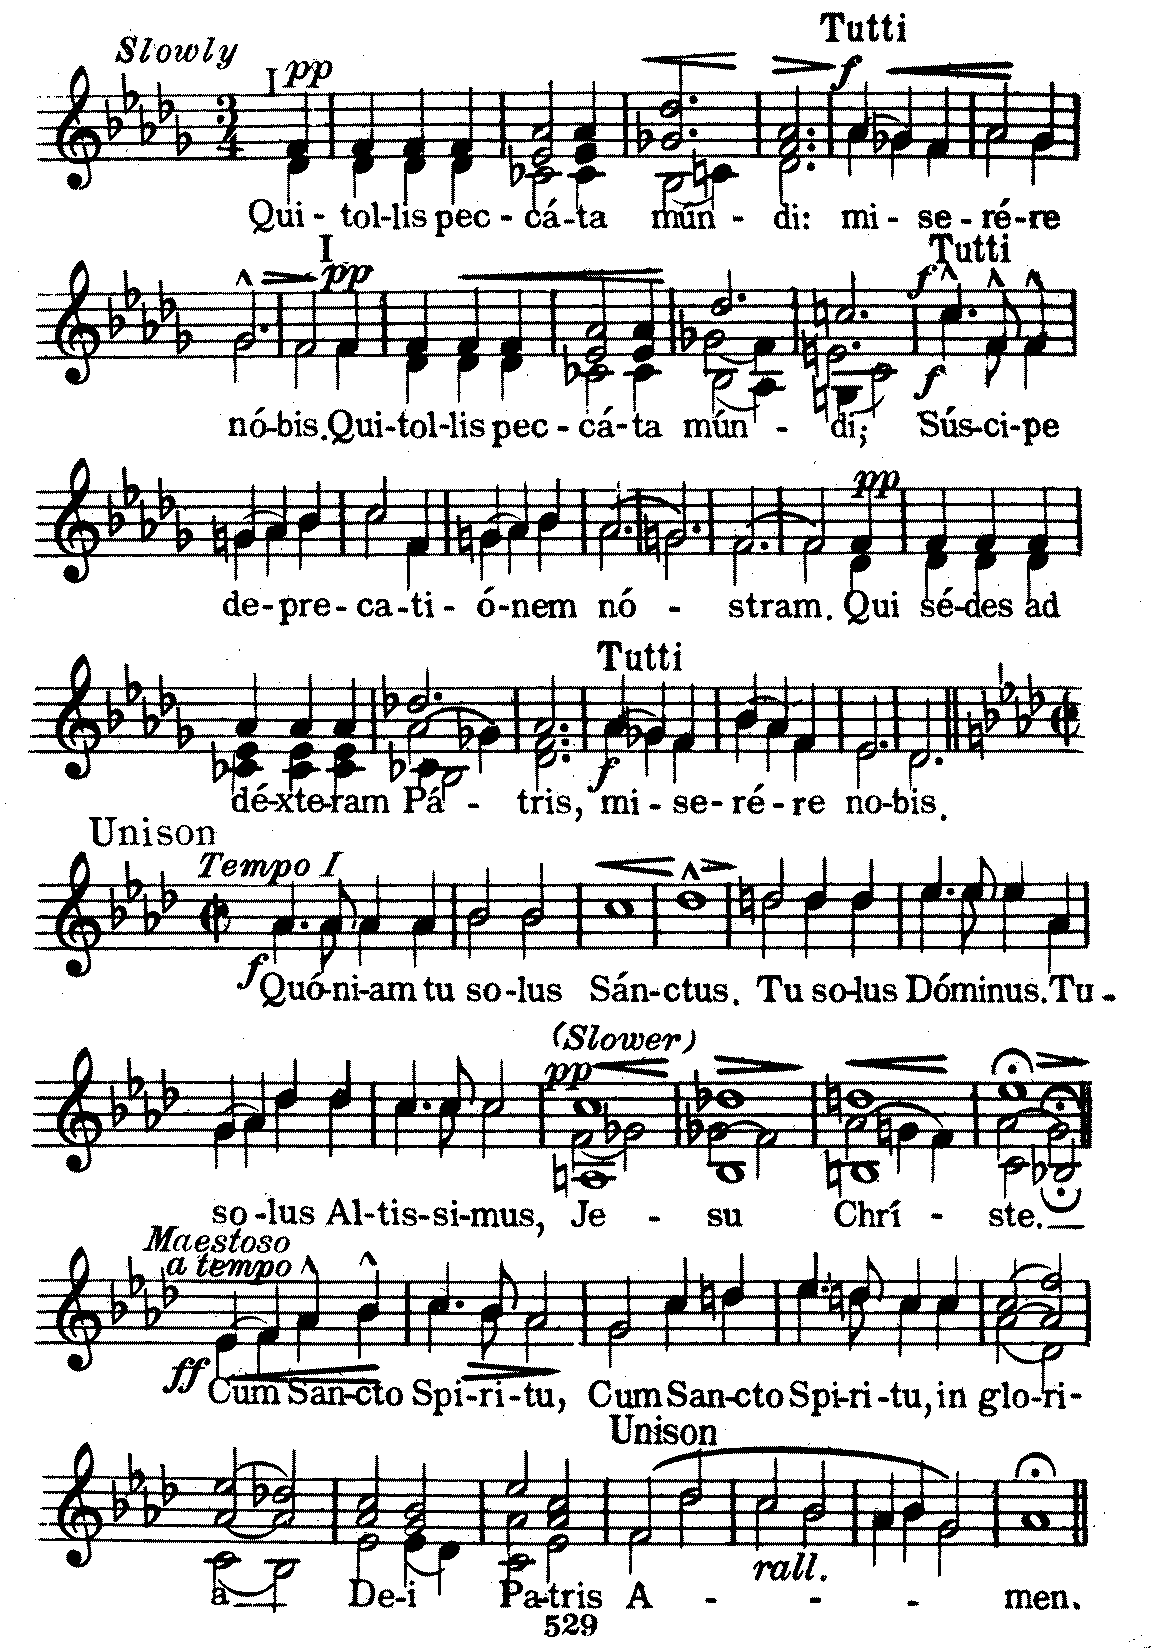 Slowly
I pp
Tutti
f
Qui - tol-lis pec - cá-ta mún - di: mi - se - ré-re
I pp
Tutti
f
f
nó-bis. Qui-tol-lis pec - cá-ta mún - di; Sús-ci-pe
pp
de-pre-ca-ti - ó-nem nó - stram. Qui sé-des ad
Tutti
f
déx-te-ram Pá - tris, mi - se - ré - re no-bis.
Unison
Tempo I
f
Quó-ni-am tu so-lus Sán-ctus. Tu so-lus Dóminus. Tu -
(Slower)
pp
so-lus Al-tis-si-mus, Je - su Chrí - ste.
Maestoso
a tempo
ff
Cum San-cto Spi-ri-tu, Cum San-cto Spi-ri-tu, in glo-ri-
Unison
rall.
a De-i Pa-tris A - - - men.
529